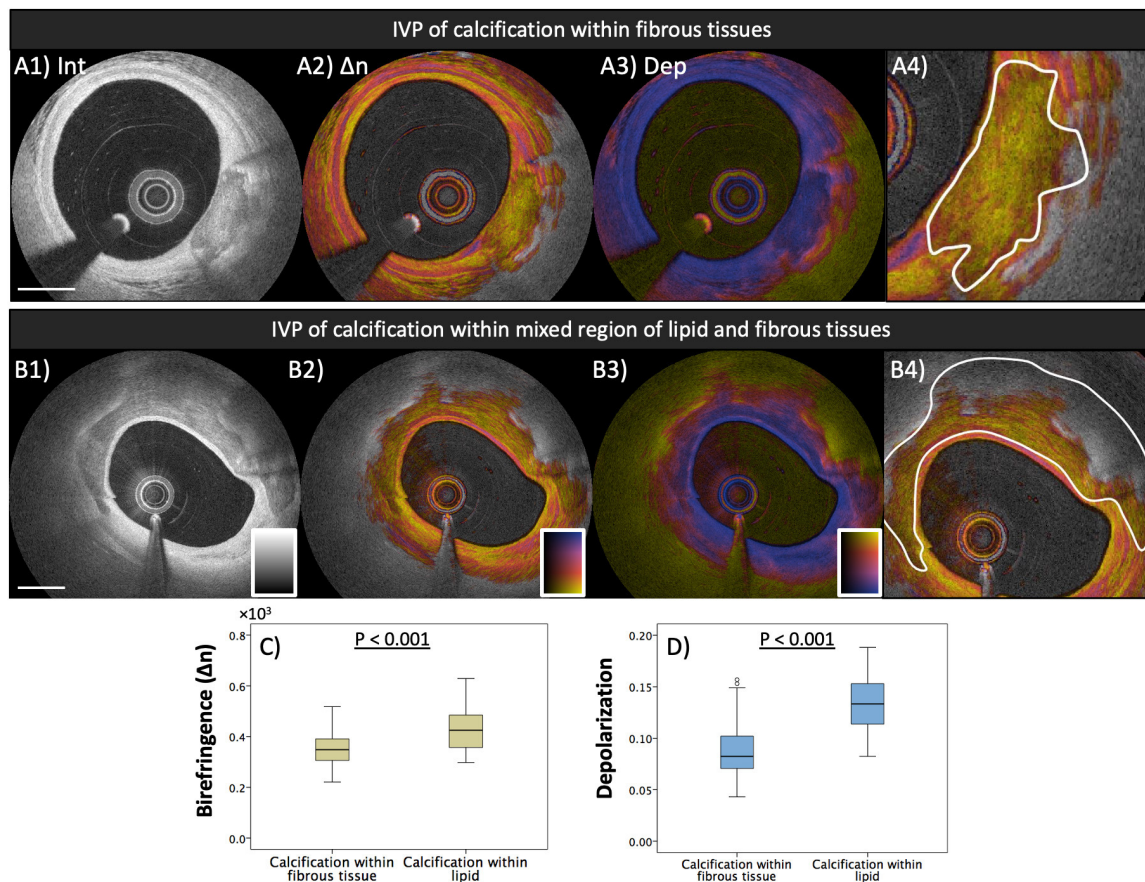 IVP of calcification within fibrous tissues
A1) Int
A2) Δn
A3) Dep
A4)
IVP of calcification within mixed region of lipid and fibrous tissues
B1)
B2)
B3)
B4)
×10³
0.8
0.6
0.4
0.2
0.0
Birefringence (Δn)
C)
P < 0.001
Calcification within
fibrous tissue
Calcification within
lipid
0.20
0.15
0.10
0.05
0.00
Depolarization
D)
P < 0.001
Calcification within
fibrous tissue
Calcification within
lipid